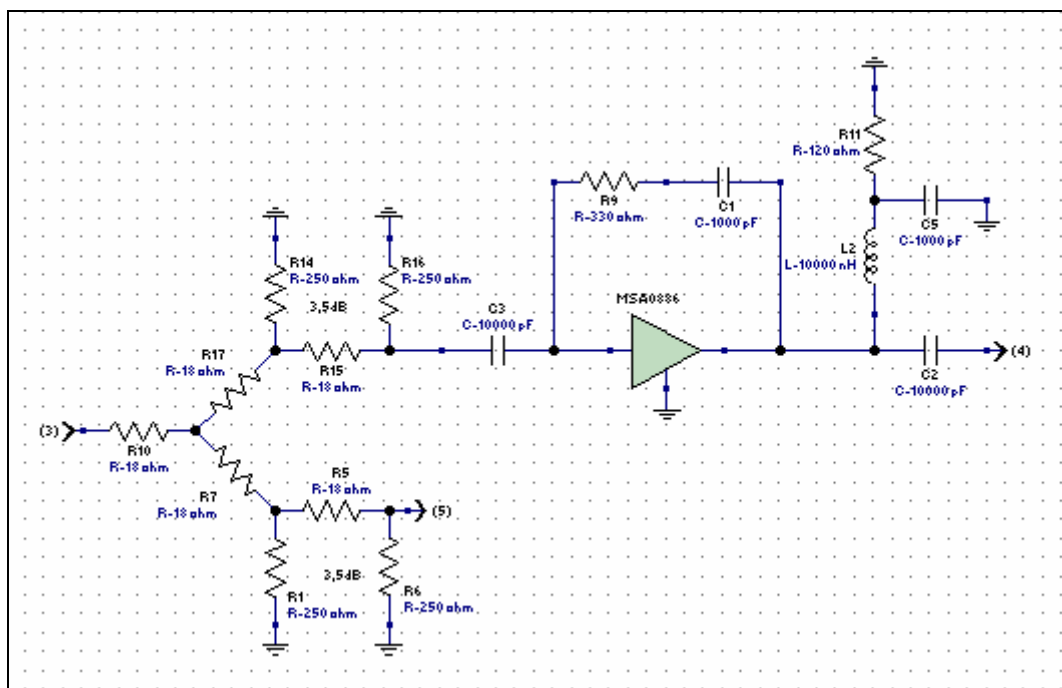 R11
R-120 ohm
R9
R-330 ohm
C1
C-1000 pF
C5
C-1000 pF
L2
L-10000 nH
R14
R-250 ohm
R16
R-250 ohm
3,5dB
C3
C-10000 pF
MSA0886
R17
R-18 ohm
R15
R-18 ohm
(4)
C2
C-10000 pF
(3)
R10
R-18 ohm
R7
R-18 ohm
R5
R-18 ohm
(5)
3,5dB
R1
R-250 ohm
R6
R-250 ohm